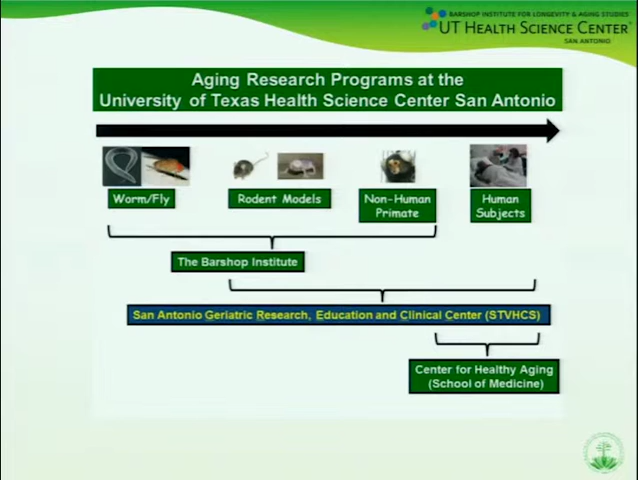 BARSHOP INSTITUTE FOR LONGEVITY & AGING STUDIES
UT HEALTH SCIENCE CENTER
SAN ANTONIO
Aging Research Programs at the
University of Texas Health Science Center San Antonio
Worm/Fly
Rodent Models
Non-Human
Primate
Human
Subjects
The Barshop Institute
San Antonio Geriatric Research, Education and Clinical Center (STVHCS)
Center for Healthy Aging
(School of Medicine)